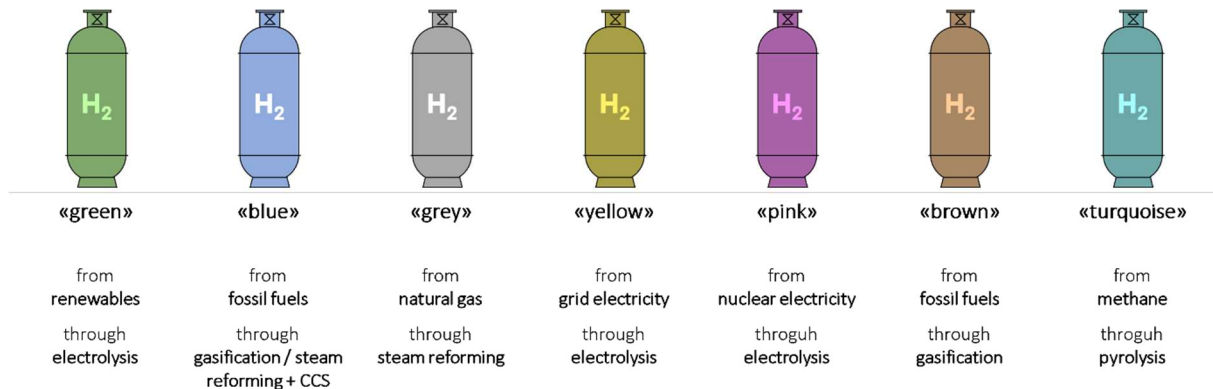 H₂ H₂ H₂ H₂ H₂ H₂ H₂
«green» «blue» «grey» «yellow» «pink» «brown» «turquoise»
from from from from from from from
renewables fossil fuels natural gas grid electricity nuclear electricity fossil fuels methane
through through through through throguh through throguh
electrolysis gasification / steam steam reforming electrolysis electrolysis gasification pyrolysis
reforming + CCS